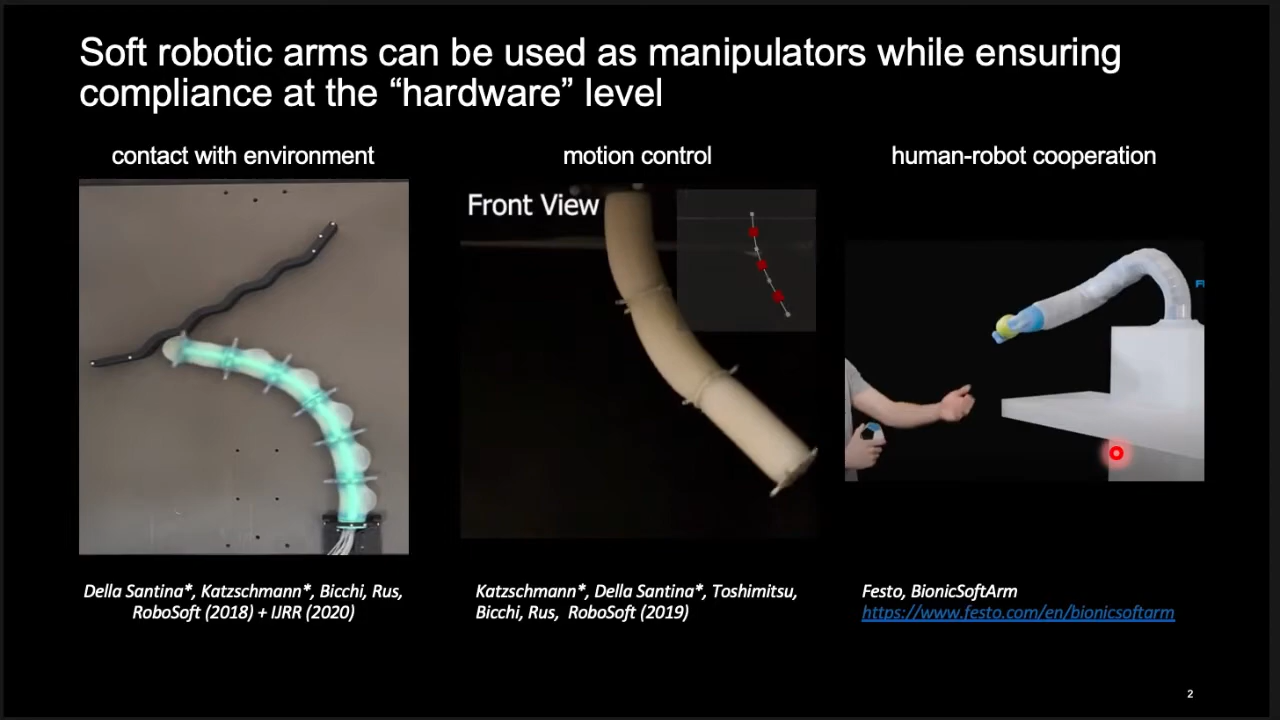 Soft robotic arms can be used as manipulators while ensuring
compliance at the “hardware” level
contact with environment
motion control
human-robot cooperation
Front View
Della Santina*, Katzschmann*, Bicchi, Rus,
RoboSoft (2018) + IJRR (2020)
Katzschmann*, Della Santina*, Toshimitsu,
Bicchi, Rus,  RoboSoft (2019)
Festo, BionicSoftArm
https://www.festo.com/en/bionicsoftarm
2